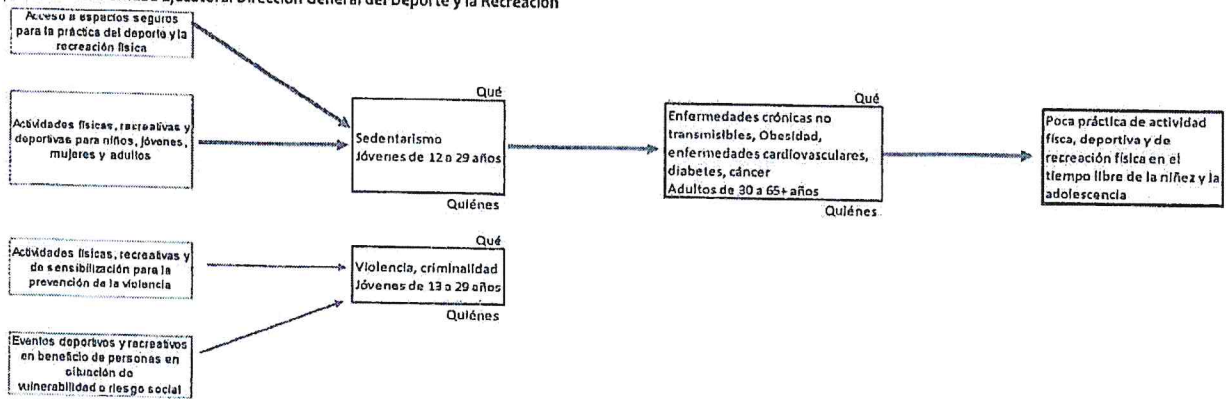 Ejecutora: Dirección General del Deporte y la Recreación
Acceso a espacios seguros
para la práctica del deporte y la
recreación física
Actividades físicas, recreativas y
deportivas para niños, jóvenes,
mujeres y adultos
Qué
Sedentarismo
Jóvenes de 12 a 29 años
Quiénes
Qué
Enfermedades crónicas no
transmisibles, Obesidad,
enfermedades cardiovasculares,
diabetes, cáncer
Adultos de 30 a 65+ años
Quiénes
Poca práctica de actividad
física, deportiva y de
recreación física en el
tiempo libre de la niñez y la
adolescencia
Actividades físicas, recreativas y
de sensibilización para la
prevención de la violencia
Qué
Violencia, criminalidad
Jóvenes de 13 a 29 años
Quiénes
Eventos deportivos y recreativos
en beneficio de personas en
situación de
vulnerabilidad o riesgo social